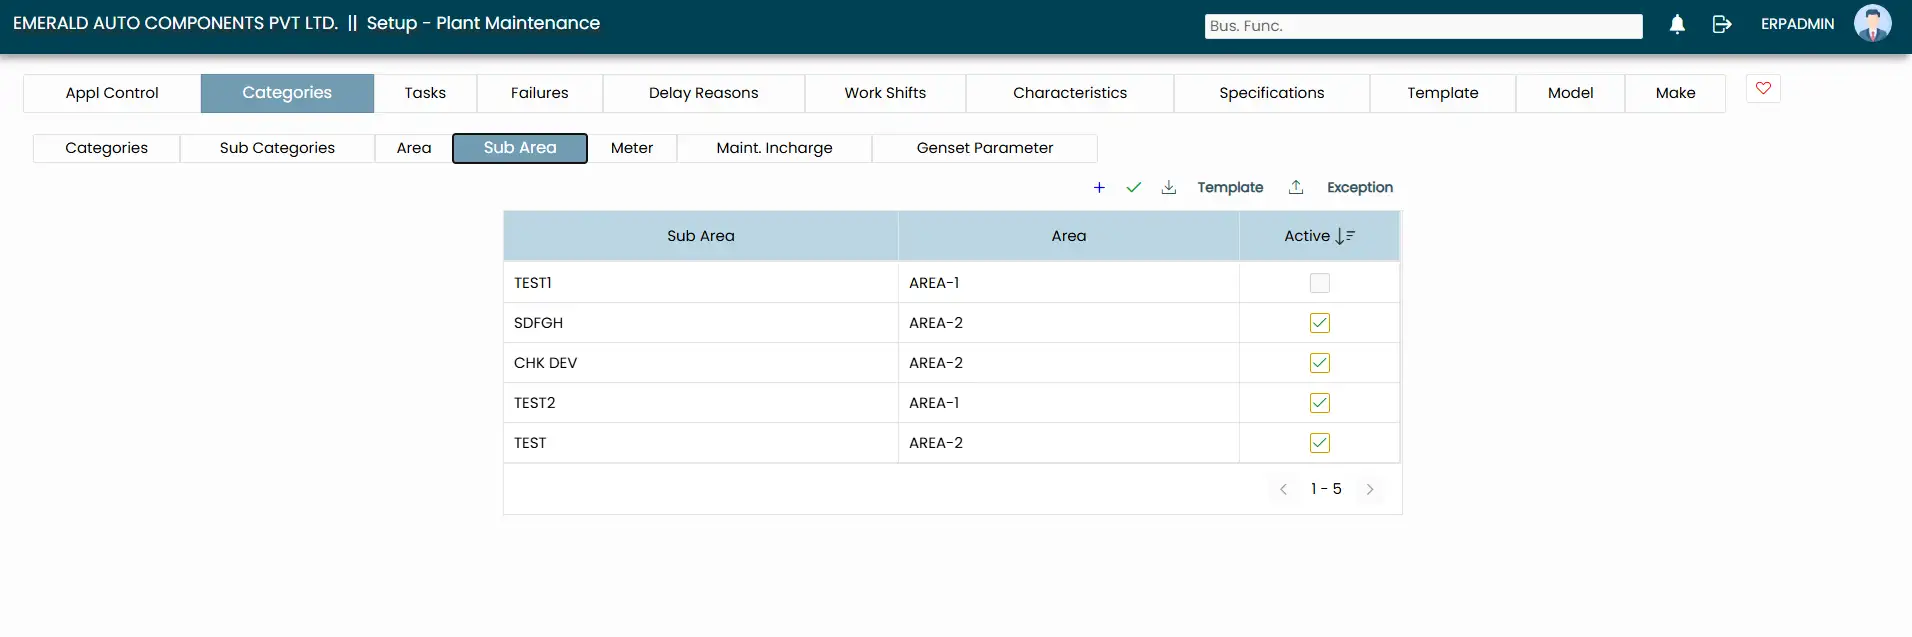 EMERALD AUTO COMPONENTS PVT LTD. || Setup - Plant Maintenance Bus. Func. ERPADMIN
Appl Control Categories Tasks Failures Delay Reasons Work Shifts Characteristics Specifications Template Model Make
Categories Sub Categories Area Sub Area Meter Maint. Incharge Genset Parameter
Template Exception
Sub Area Area Active
TEST1 AREA-1
SDFGH AREA-2
CHK DEV AREA-2
TEST2 AREA-1
TEST AREA-2
1 - 5